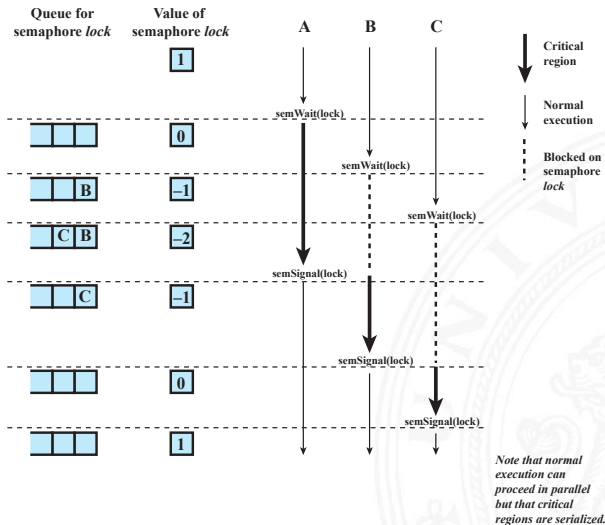 Queue for
semaphore lock
Value of
semaphore lock
A
B
C
1
Critical
region
semWait(lock)
Normal
execution
0
semWait(lock)
Blocked on
semaphore
lock
B
–1
semWait(lock)
C B
–2
semSignal(lock)
C
–1
semSignal(lock)
0
semSignal(lock)
1
Note that normal
execution can
proceed in parallel
but that critical
regions are serialized.
U N I V